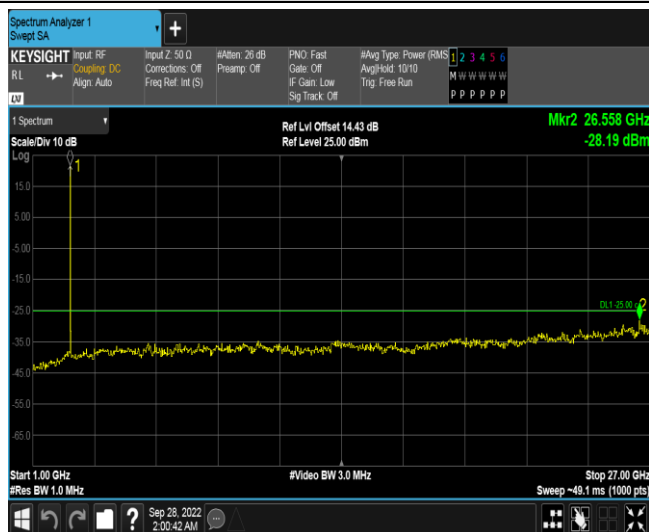 Spectrum Analyzer 1
Swept SA
KEYSIGHT
RL
LXI
Input: RF
Coupling: DC
Align: Auto
Input Z: 50 Ω
Corrections: Off
Freq Ref: Int (S)
#Atten: 26 dB
Preamp: Off
PNO: Fast
Gate: Off
IF Gain: Low
Sig Track: Off
#Avg Type: Power (RMS
Avg|Hold: 10/10
Trig: Free Run
1 2 3 4 5 6
M W W W W W
P P P P P P
1 Spectrum
Scale/Div 10 dB
Ref Lvl Offset 14.43 dB
Ref Level 25.00 dBm
Mkr2 26.558 GHz
-28.19 dBm
Log
1
15.0
5.00
-5.00
-15.0
-25.0
DL1 -25.00
2
-35.0
-45.0
-55.0
-65.0
Start 1.00 GHz
#Video BW 3.0 MHz
Stop 27.00 GHz
#Res BW 1.0 MHz
Sweep ~49.1 ms (1000 pts)
?
Sep 28, 2022
2:00:42 AM